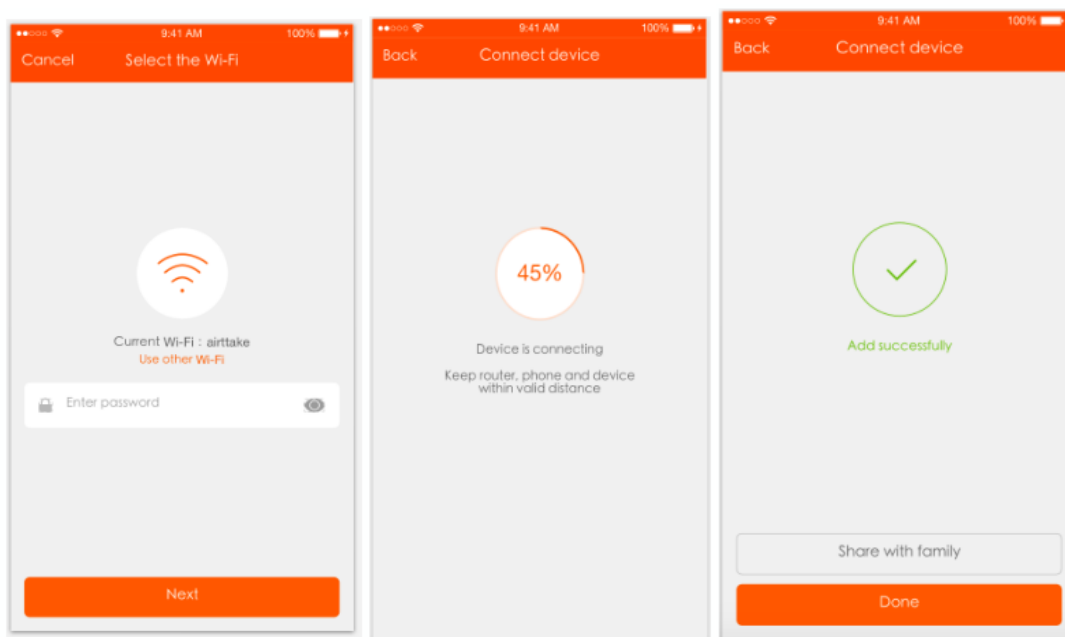 9:41 AM
100%
Cancel
Select the Wi-Fi
Current Wi-Fi : airttake
Use other Wi-Fi
Enter password
Next
9:41 AM
100%
Back
Connect device
45%
Device is connecting
Keep router, phone and device
within valid distance
9:41 AM
100%
Back
Connect device
Add successfully
Share with family
Done